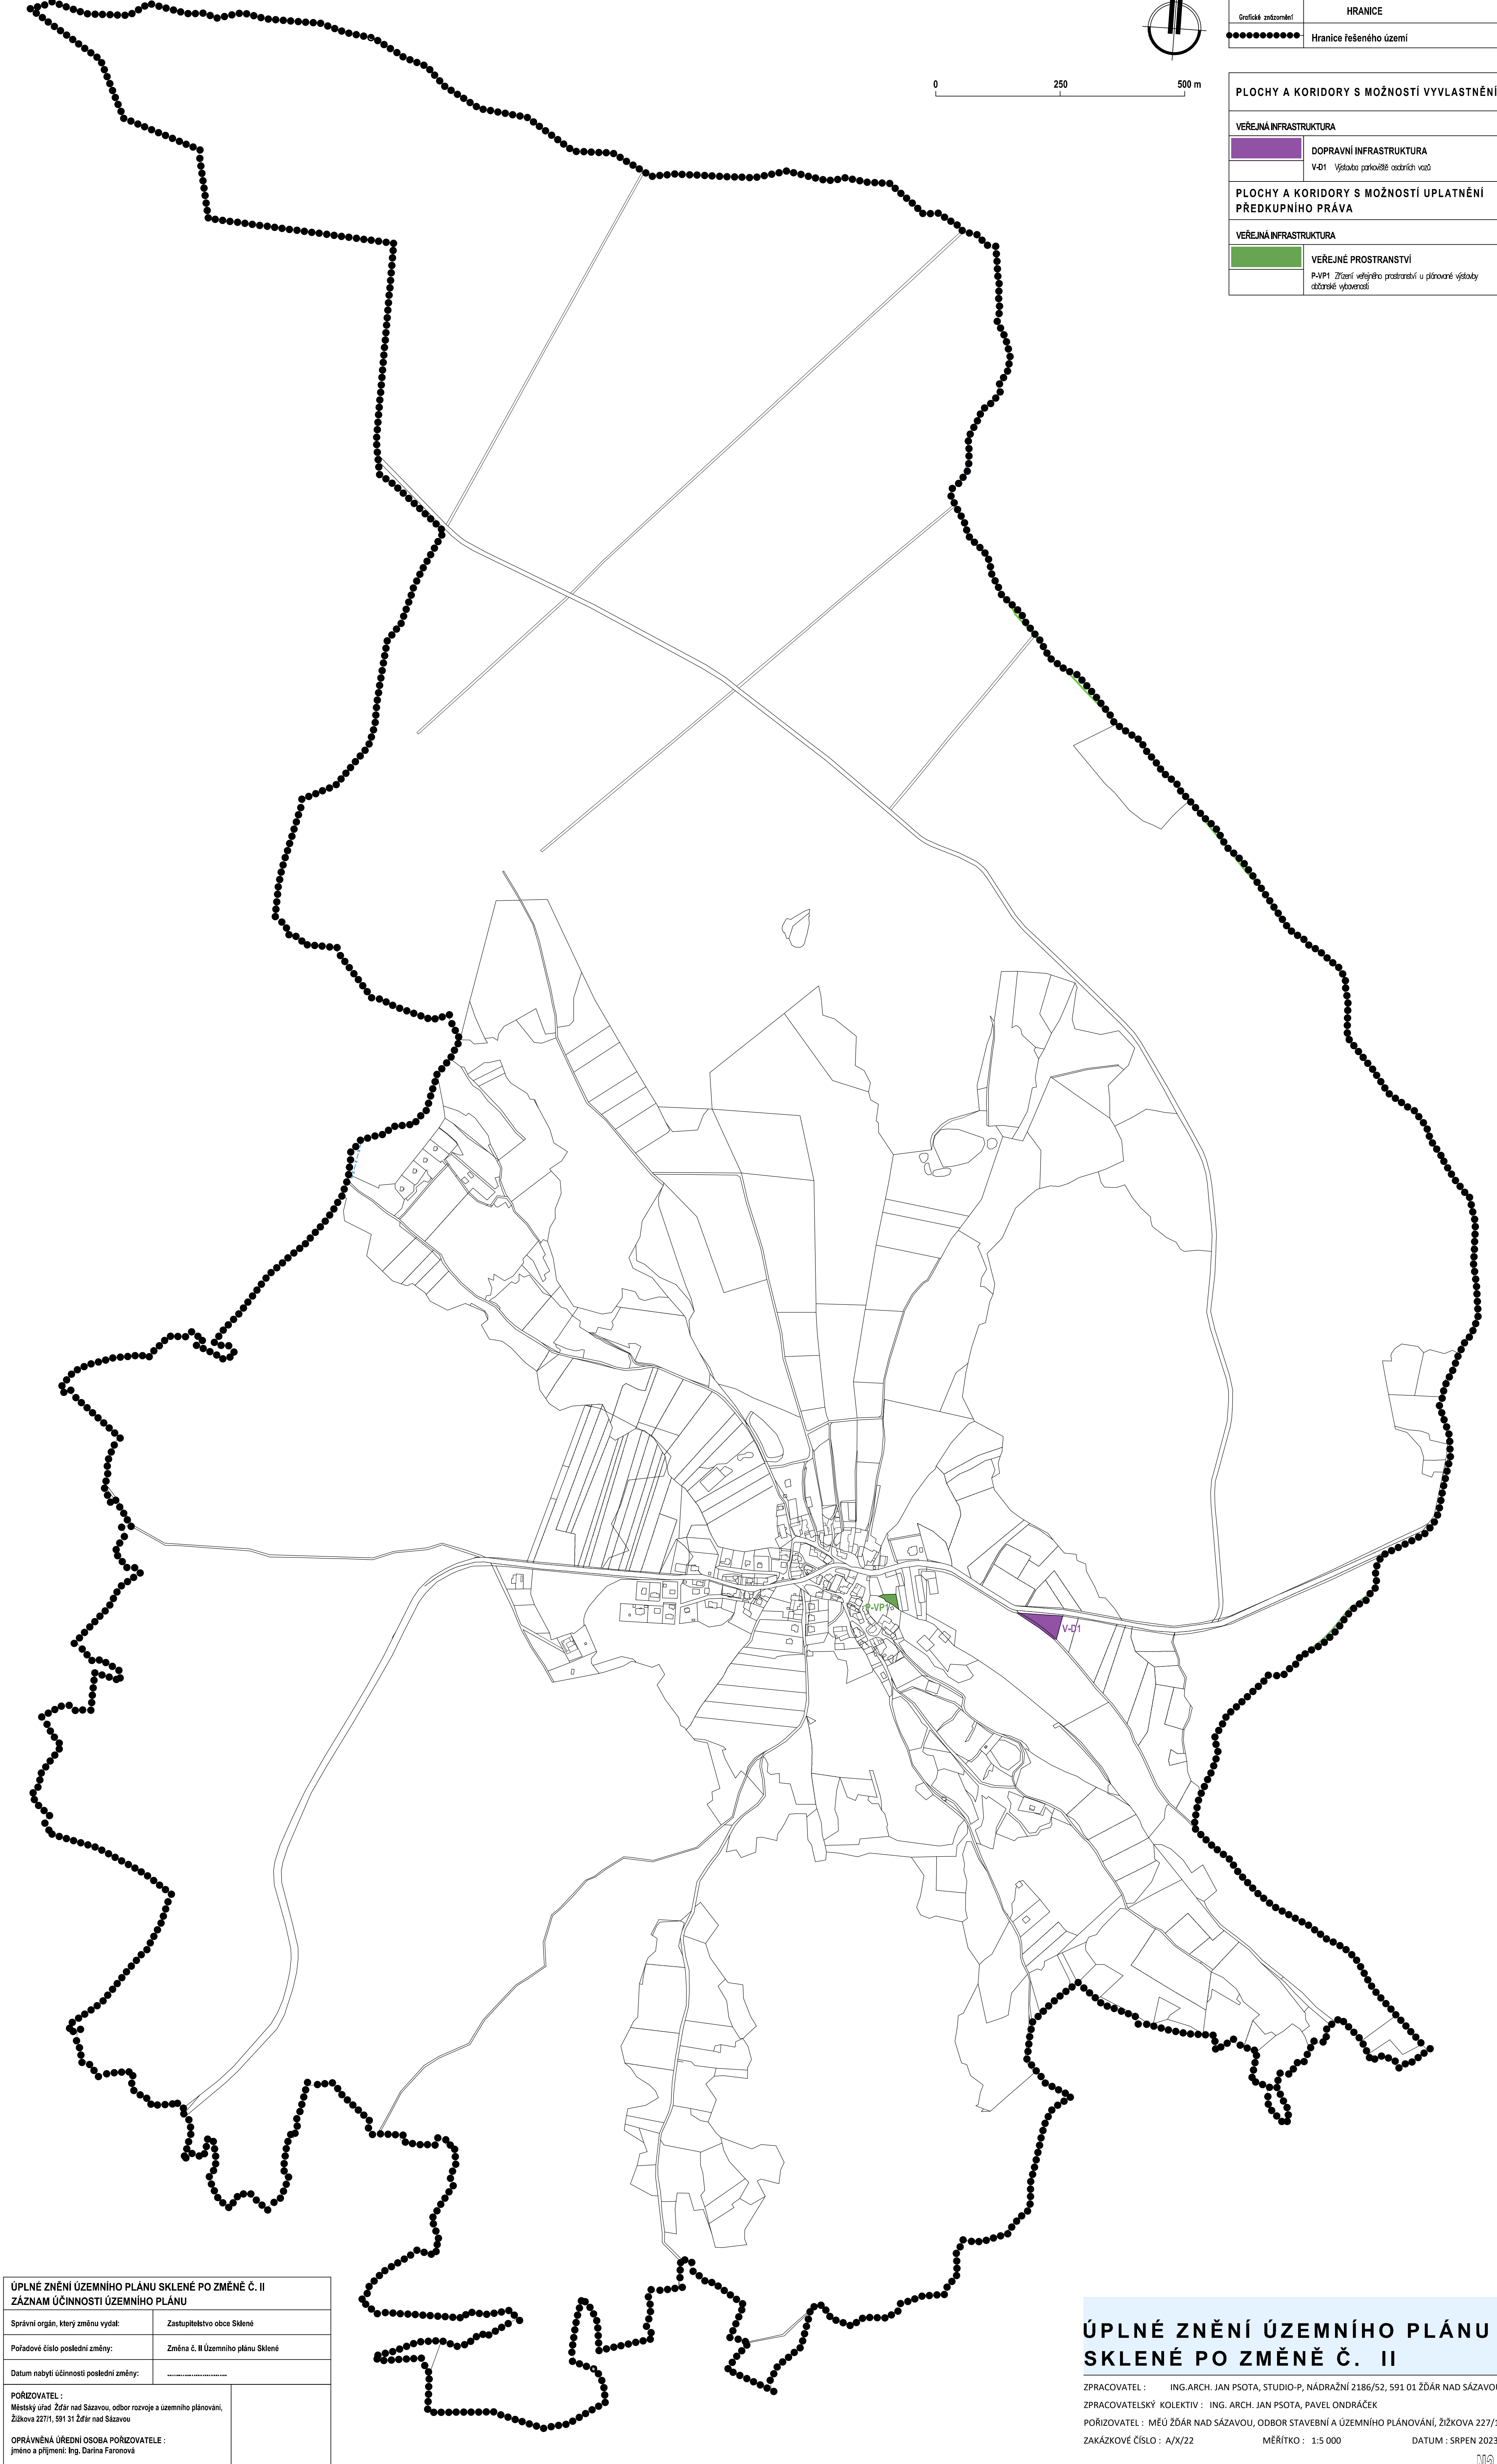 Grafické znázornění HRANICE
Hranice řešeného území
0 250 500 m
PLOCHY A KORIDORY S MOŽNOSTÍ VYVLASTNĚNÍ
VEŘEJNÁ INFRASTRUKTURA
DOPRAVNÍ INFRASTRUKTURA
V-D1 Výstavba parkoviště osobních vozů
PLOCHY A KORIDORY S MOŽNOSTÍ UPLATNĚNÍ
PŘEDKUPNÍHO PRÁVA
VEŘEJNÁ INFRASTRUKTURA
VEŘEJNÉ PROSTRANSTVÍ
P-VP1 Zřízení veřejného prostranství u plánované výstavby
občanské vybavenosti
P-VP1
V-D1
ÚPLNÉ ZNĚNÍ ÚZEMNÍHO PLÁNU SKLENÉ PO ZMĚNĚ Č. II
ZÁZNAM ÚČINNOSTI ÚZEMNÍHO PLÁNU
Správní orgán, který změnu vydal: Zastupitelstvo obce Sklené
Pořadové číslo poslední změny: Změna č. II Územního plánu Sklené
Datum nabytí účinnosti poslední změny: ............................
POŘIZOVATEL :
Městský úřad Žďár nad Sázavou, odbor rozvoje a územního plánování,
Žižkova 227/1, 591 31 Žďár nad Sázavou
OPRÁVNĚNÁ ÚŘEDNÍ OSOBA POŘIZOVATELE :
jméno a příjmení: Ing. Darina Faronová
ÚPLNÉ ZNĚNÍ ÚZEMNÍHO PLÁNU
SKLENÉ PO ZMĚNĚ Č. II
ZPRACOVATEL : ING.ARCH. JAN PSOTA, STUDIO-P, NÁDRAŽNÍ 2186/52, 591 01 ŽĎÁR NAD SÁZAVOU
ZPRACOVATELSKÝ KOLEKTIV : ING. ARCH. JAN PSOTA, PAVEL ONDRÁČEK
POŘIZOVATEL : MĚÚ ŽĎÁR NAD SÁZAVOU, ODBOR STAVEBNÍ A ÚZEMNÍHO PLÁNOVÁNÍ, ŽIŽKOVA 227/1
ZAKÁZKOVÉ ČÍSLO : A/X/22 MĚŘÍTKO : 1:5 000 DATUM : SRPEN 2023